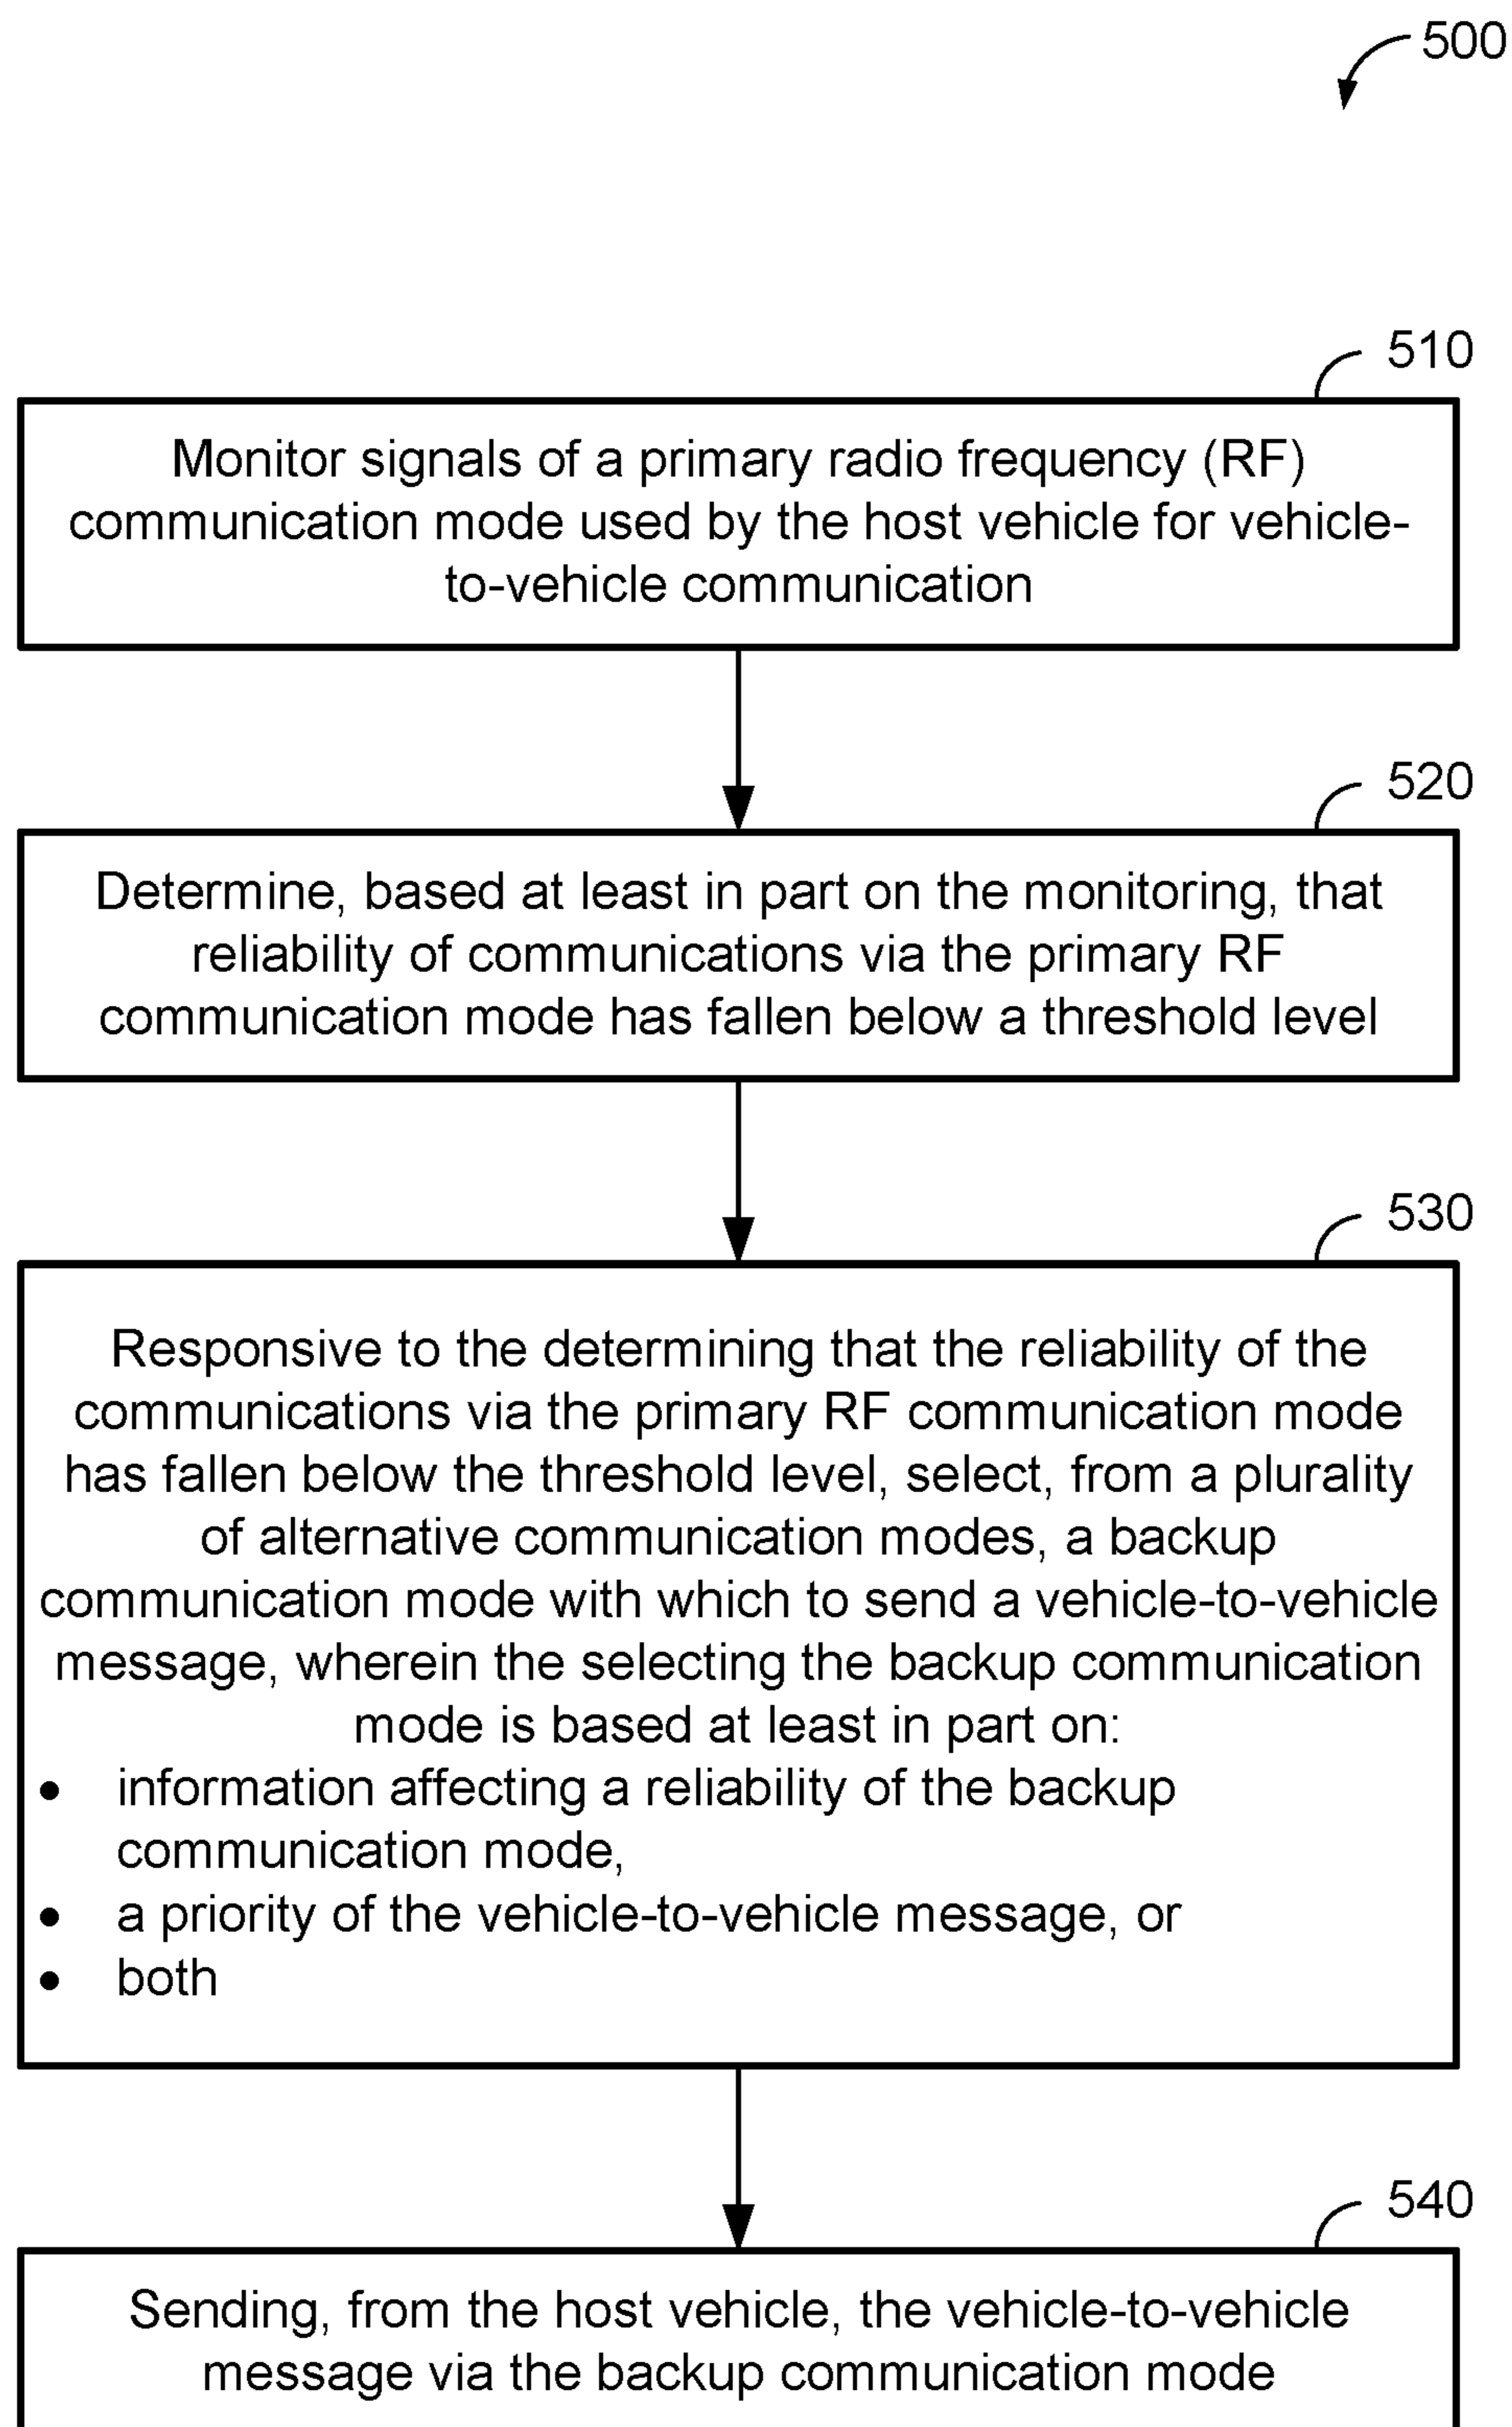 500
510
Monitor signals of a primary radio frequency (RF)
communication mode used by the host vehicle for vehicle-
to-vehicle communication
520
Determine, based at least in part on the monitoring, that
reliability of communications via the primary RF
communication mode has fallen below a threshold level
530
Responsive to the determining that the reliability of the
communications via the primary RF communication mode
has fallen below the threshold level, select, from a plurality
of alternative communication modes, a backup
communication mode with which to send a vehicle-to-vehicle
message, wherein the selecting the backup communication
mode is based at least in part on:
• information affecting a reliability of the backup
communication mode,
• a priority of the vehicle-to-vehicle message, or
• both
540
Sending, from the host vehicle, the vehicle-to-vehicle
message via the backup communication mode